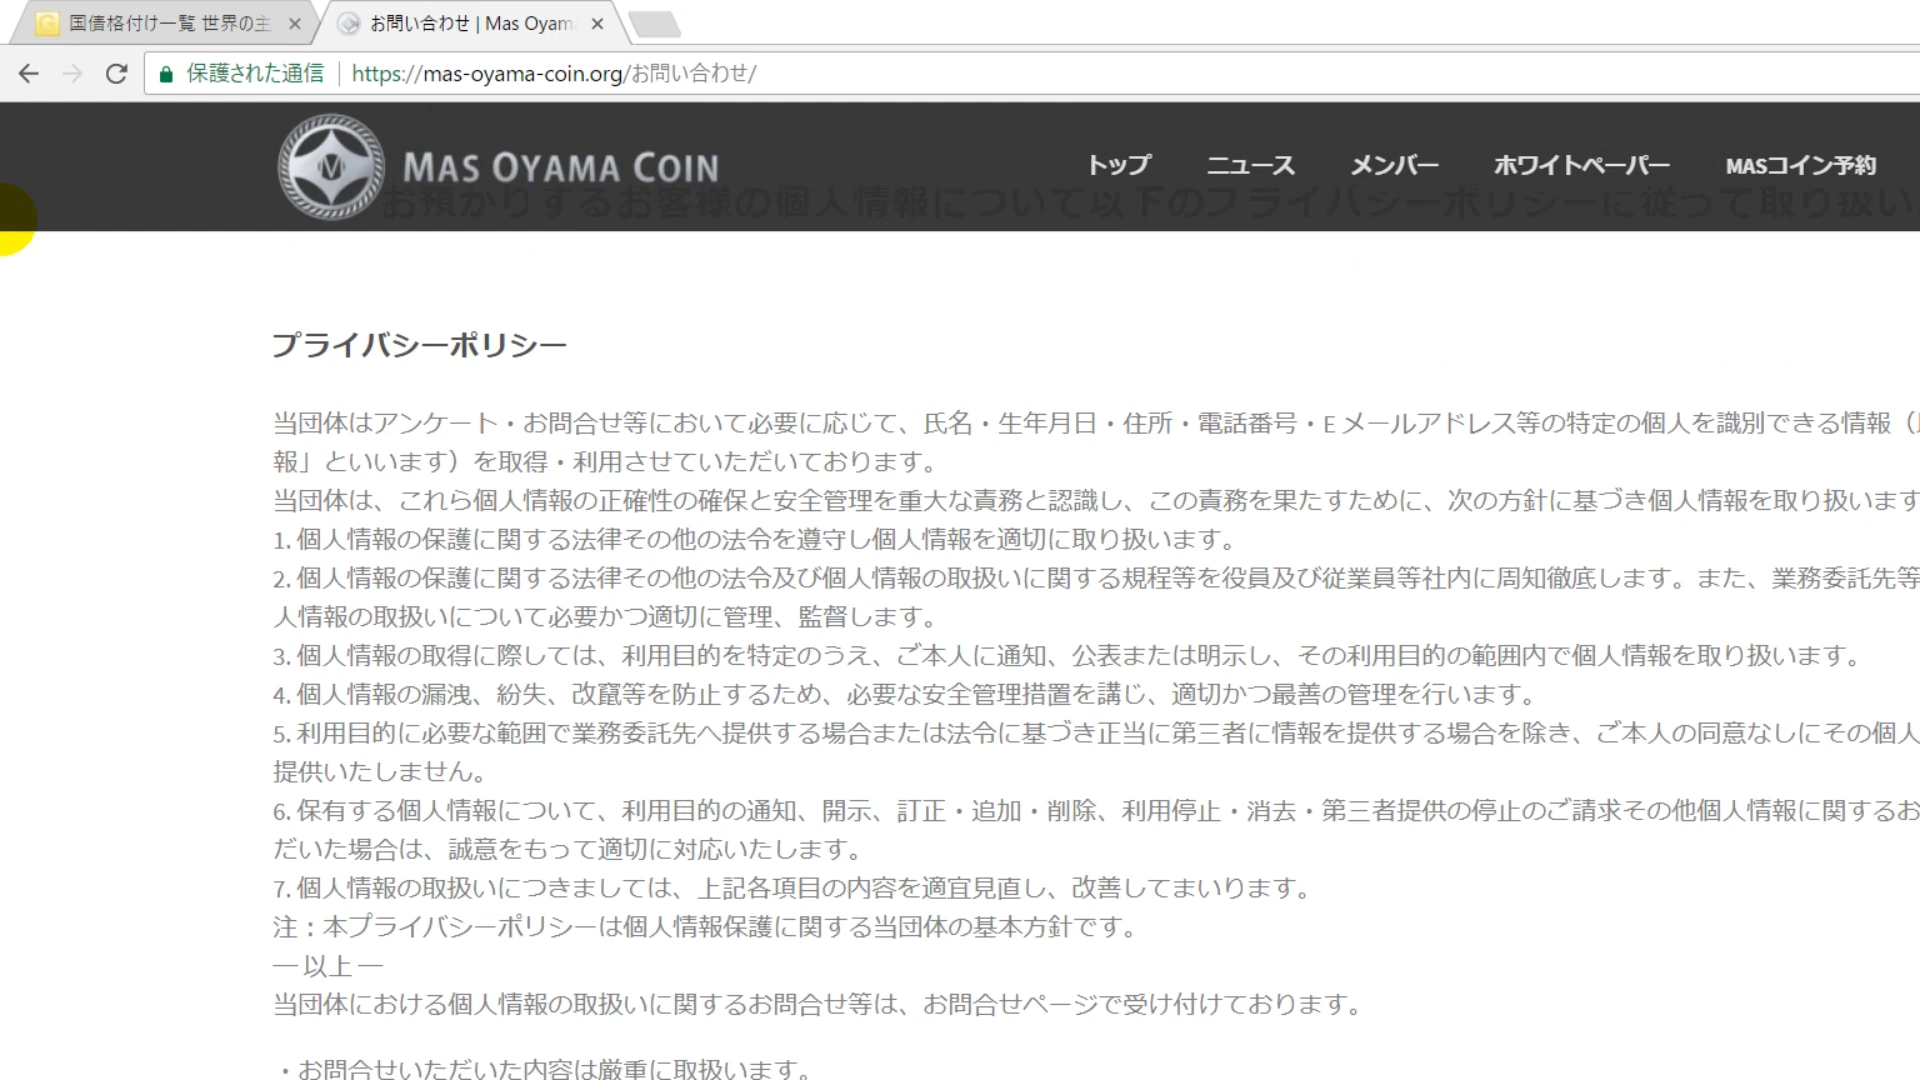 国債格付け一覧 世界の主
お問い合わせ | Mas Oyam
保護された通信 https://mas-oyama-coin.org/お問い合わせ/
MAS OYAMA COIN
トップ ニュース メンバー ホワイトペーパー MASコイン予約
お預かりするお客様の個人情報について以下のプライバシーポリシーに従って取り扱い
プライバシーポリシー
当団体はアンケート・お問合せ等において必要に応じて、氏名・生年月日・住所・電話番号・E メールアドレス等の特定の個人を識別できる情報（
報」といいます）を取得・利用させていただいております。
当団体は、これら個人情報の正確性の確保と安全管理を重大な責務と認識し、この責務を果たすために、次の方針に基づき個人情報を取り扱います
1. 個人情報の保護に関する法律その他の法令を遵守し個人情報を適切に取り扱います。
2. 個人情報の保護に関する法律その他の法令及び個人情報の取扱いに関する規程等を役員及び従業員等社内に周知徹底します。また、業務委託先等
人情報の取扱いについて必要かつ適切に管理、監督します。
3. 個人情報の取得に際しては、利用目的を特定のうえ、ご本人に通知、公表または明示し、その利用目的の範囲内で個人情報を取り扱います。
4. 個人情報の漏洩、紛失、改竄等を防止するため、必要な安全管理措置を講じ、適切かつ最善の管理を行います。
5. 利用目的に必要な範囲で業務委託先へ提供する場合または法令に基づき正当に第三者に情報を提供する場合を除き、ご本人の同意なしにその個人
提供いたしません。
6. 保有する個人情報について、利用目的の通知、開示、訂正・追加・削除、利用停止・消去・第三者提供の停止のご請求その他個人情報に関するお
だいた場合は、誠意をもって適切に対応いたします。
7. 個人情報の取扱いにつきましては、上記各項目の内容を適宜見直し、改善してまいります。
注：本プライバシーポリシーは個人情報保護に関する当団体の基本方針です。
― 以上 ―
当団体における個人情報の取扱いに関するお問合せ等は、お問合せページで受け付けております。
・お問合せいただいた内容は厳重に取扱います。